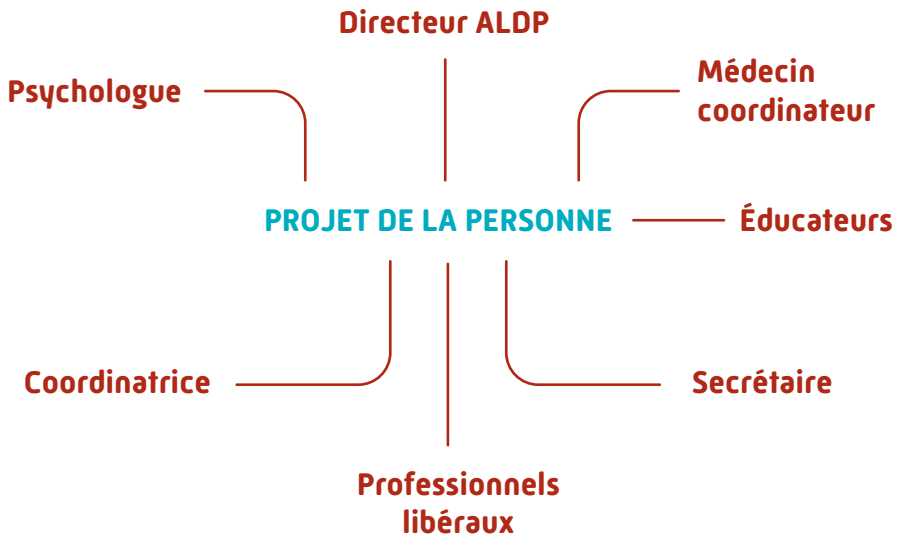 Directeur ALDP
Psychologue
Médecin
coordinateur
PROJET DE LA PERSONNE
Éducateurs
Coordinatrice
Secrétaire
Professionnels
libéraux